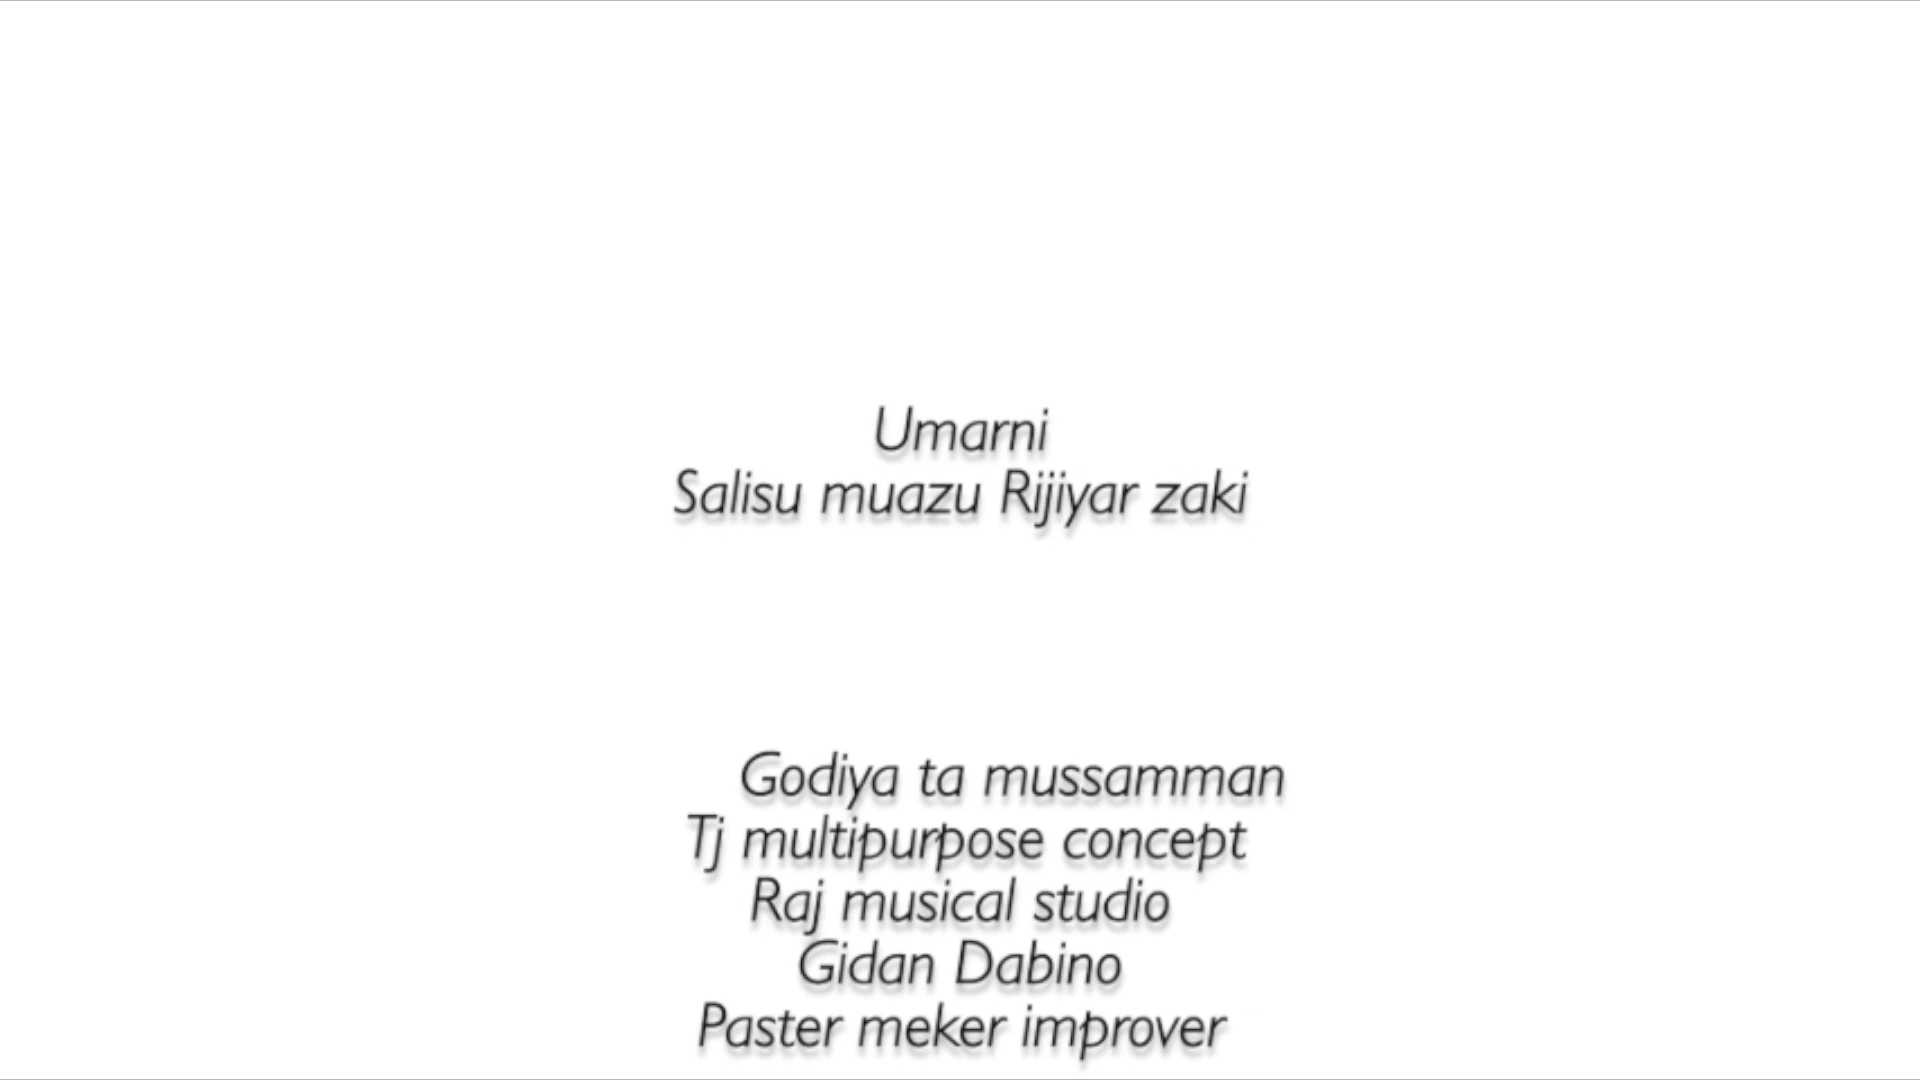 Umarni
Salisu muazu Rijiyar zaki
Godiya ta mussamman
Tj multipurpose concept
Raj musical studio
Gidan Dabino
Paster meker improver